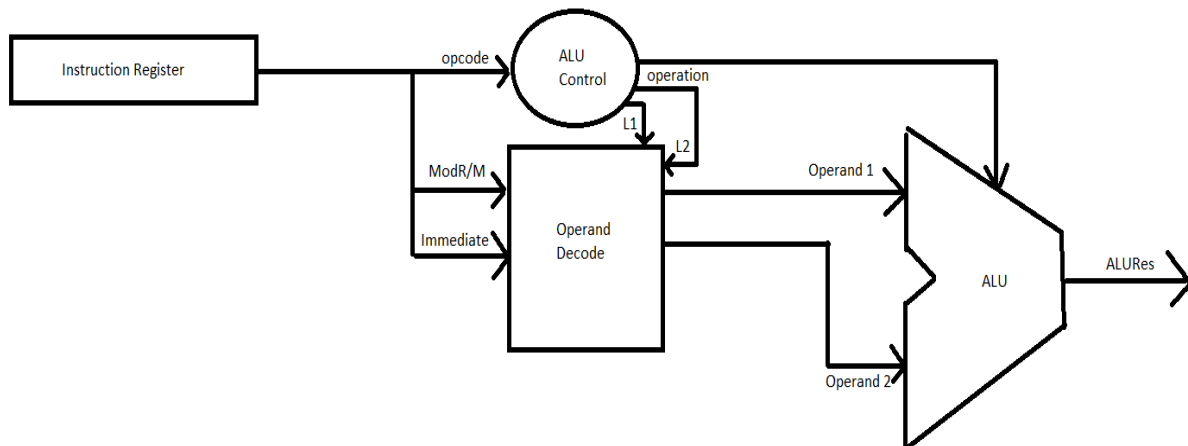 Instruction Register
opcode
ALU
Control
operation
L1
L2
ModR/M
Operand 1
Immediate
Operand
Decode
ALU
ALURes
Operand 2